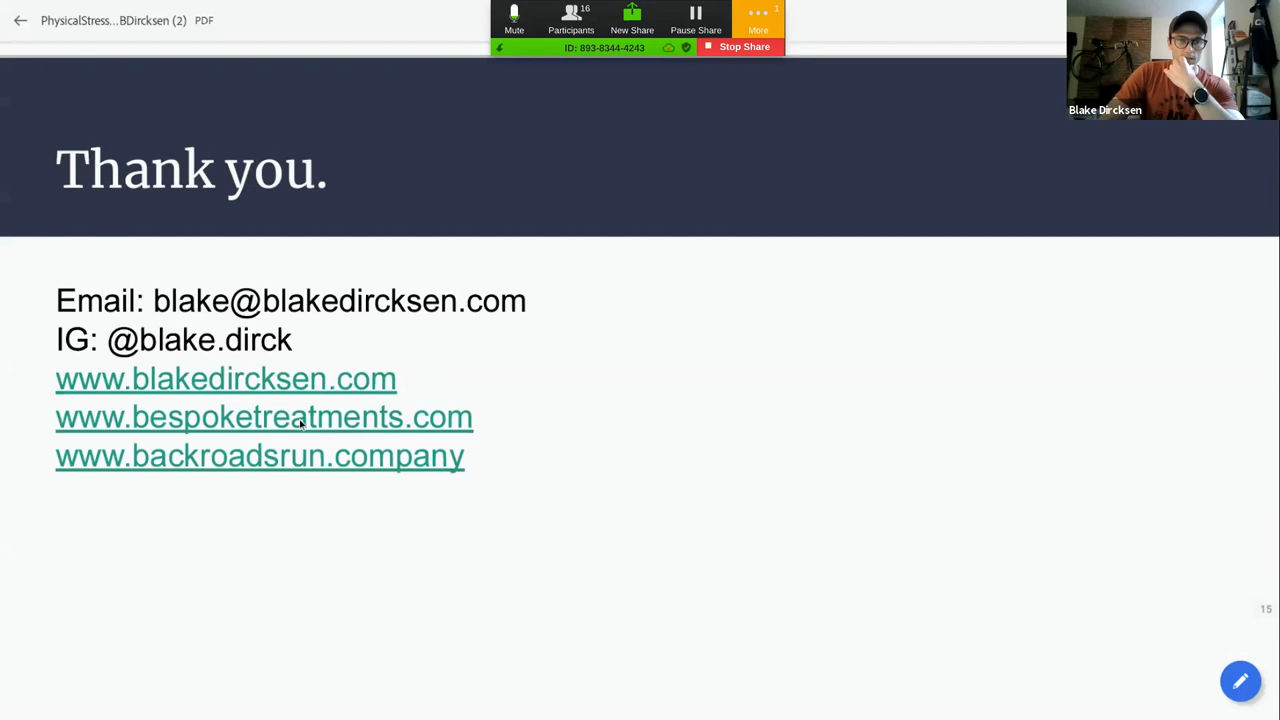 PhysicalStress...BDircksen (2) PDF
16
1
Mute Participants New Share Pause Share More
ID: 893-8344-4243 Stop Share
Blake Dircksen
Thank you.
Email: blake@blakedircksen.com
IG: @blake.dirck
www.blakedircksen.com
www.bespoketreatments.com
www.backroadsrun.company
15